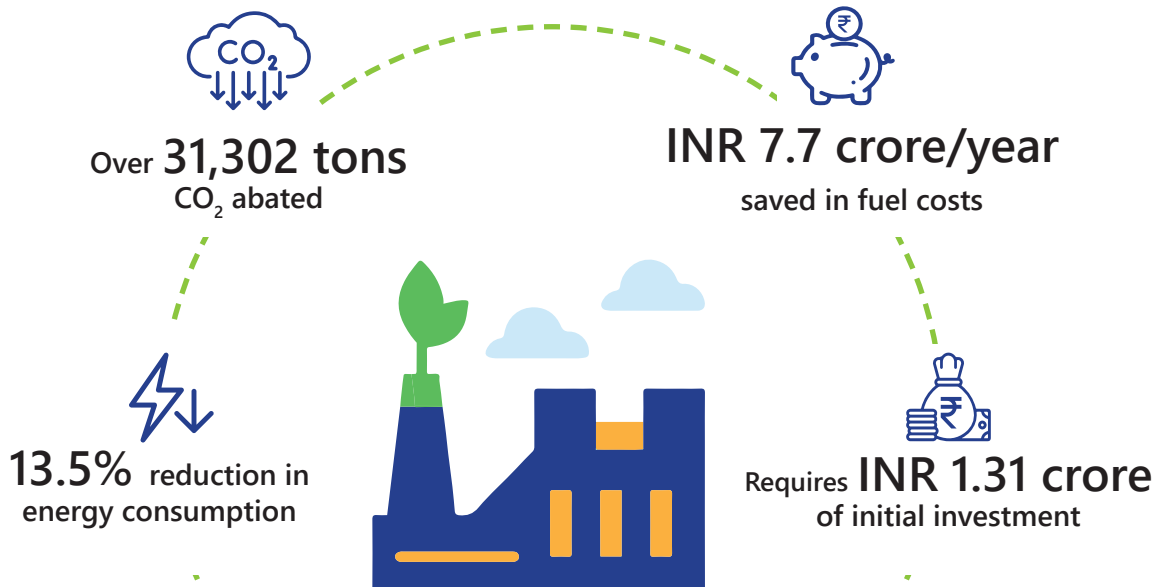 CO₂
₹
Over 31,302 tons
CO₂ abated
INR 7.7 crore/year
saved in fuel costs
13.5% reduction in
energy consumption
₹
Requires INR 1.31 crore
of initial investment